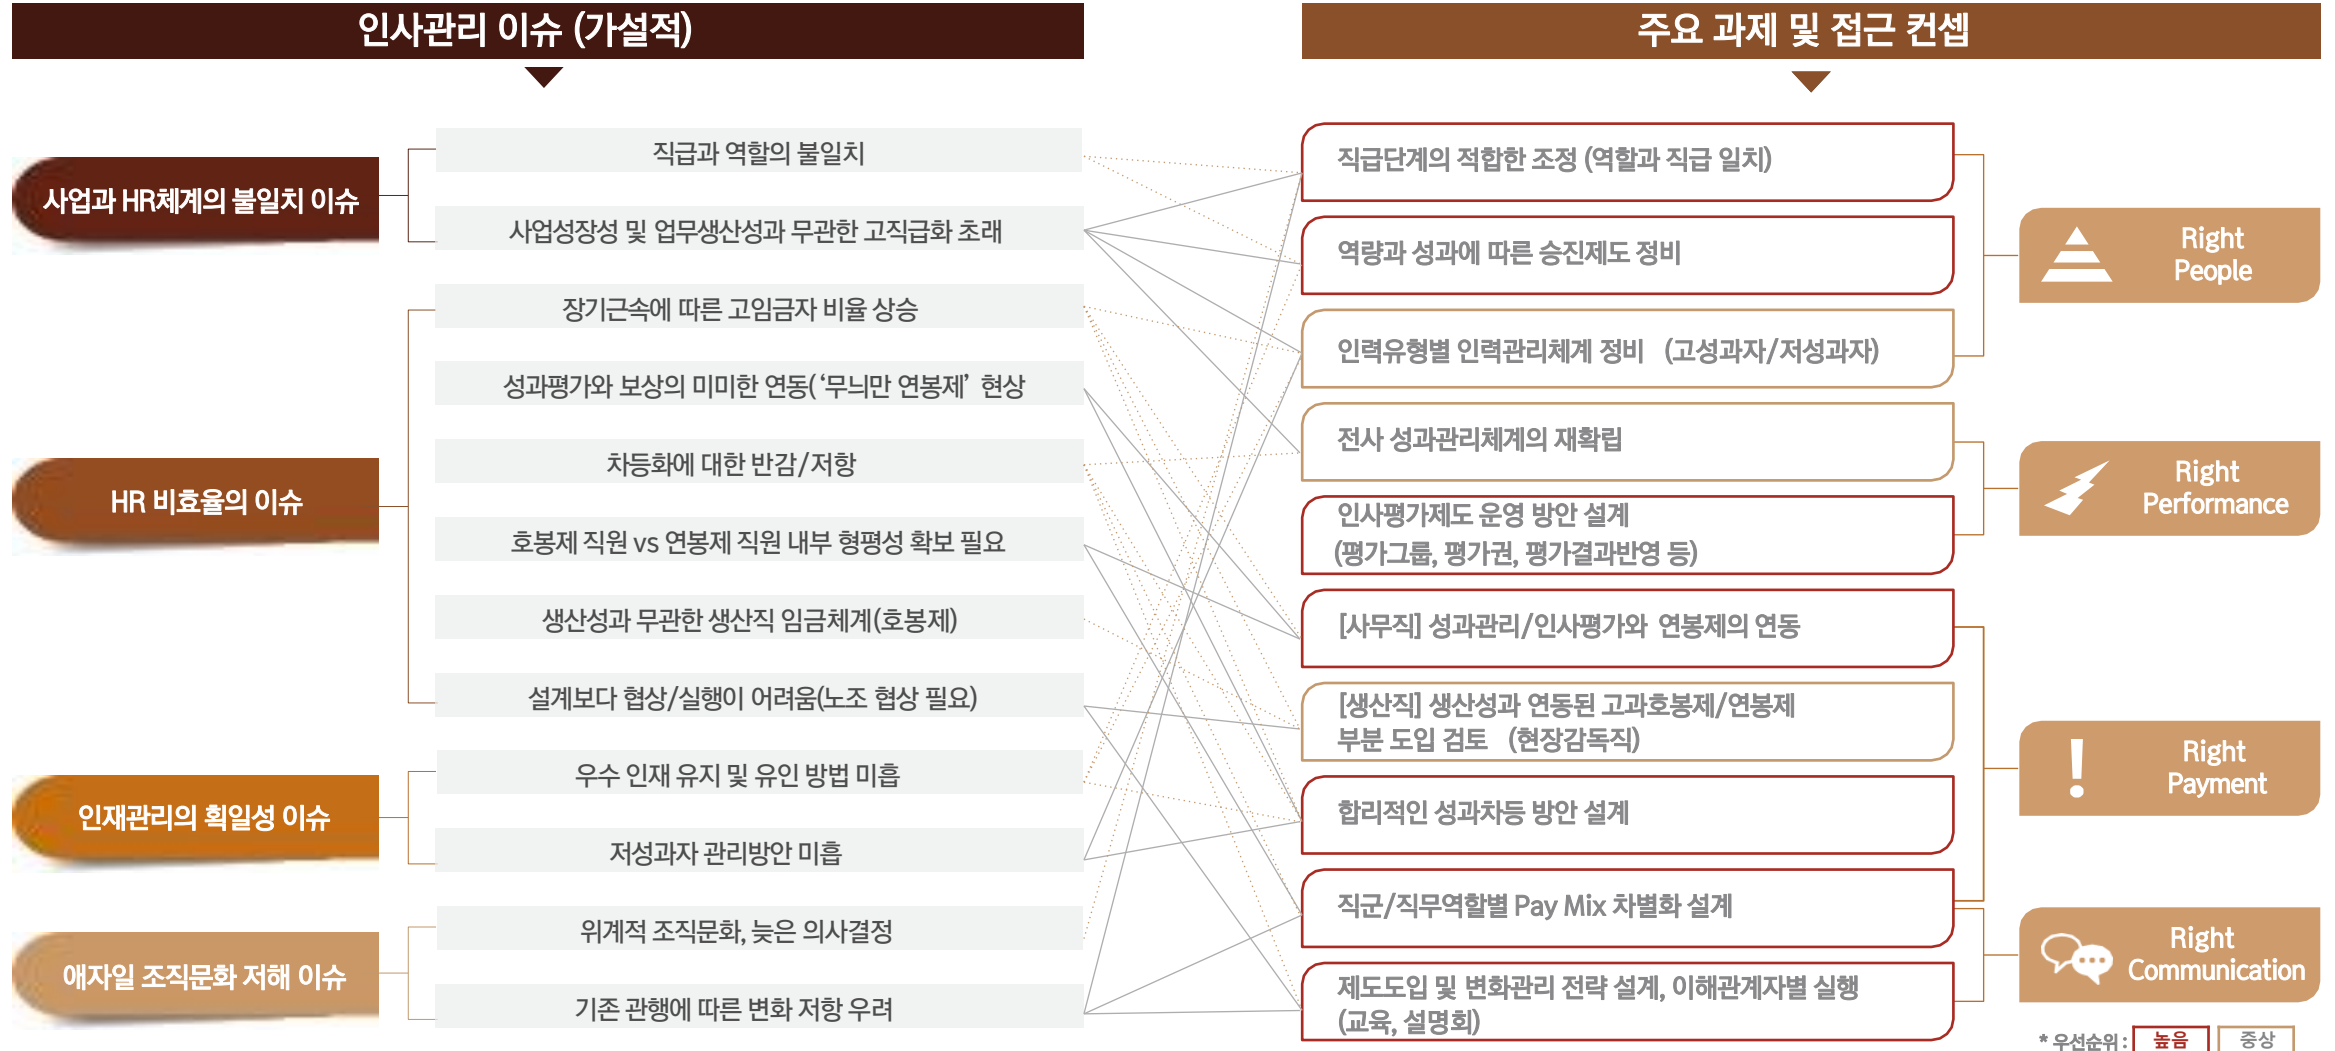 인사관리 이슈 (가설적)
사업과 HR체계의 불일치 이슈
직급과 역할의 불일치
사업성장성 및 업무생산성과 무관한 고직급화 초래
HR 비효율의 이슈
장기근속에 따른 고임금자 비율 상승
성과평가와 보상의 미미한 연동(‘무늬만 연봉제’ 현상
차등화에 대한 반감/저항
호봉제 직원 vs 연봉제 직원 내부 형평성 확보 필요
생산성과 무관한 생산직 임금체계(호봉제)
설계보다 협상/실행이 어려움(노조 협상 필요)
인재관리의 획일성 이슈
우수 인재 유지 및 유인 방법 미흡
저성과자 관리방안 미흡
애자일 조직문화 저해 이슈
위계적 조직문화, 늦은 의사결정
기존 관행에 따른 변화 저항 우려
주요 과제 및 접근 컨셉
직급단계의 적합한 조정 (역할과 직급 일치)
역량과 성과에 따른 승진제도 정비
인력유형별 인력관리체계 정비 (고성과자/저성과자)
Right
People
전사 성과관리체계의 재확립
인사평가제도 운영 방안 설계
(평가그룹, 평가권, 평가결과반영 등)
Right
Performance
[사무직] 성과관리/인사평가와 연봉제의 연동
[생산직] 생산성과 연동된 고과호봉제/연봉제
부분 도입 검토 (현장감독직)
합리적인 성과차등 방안 설계
직군/직무역할별 Pay Mix 차별화 설계
Right
Payment
제도도입 및 변화관리 전략 설계, 이해관계자별 실행
(교육, 설명회)
Right
Communication
* 우선순위 : 높음 중상